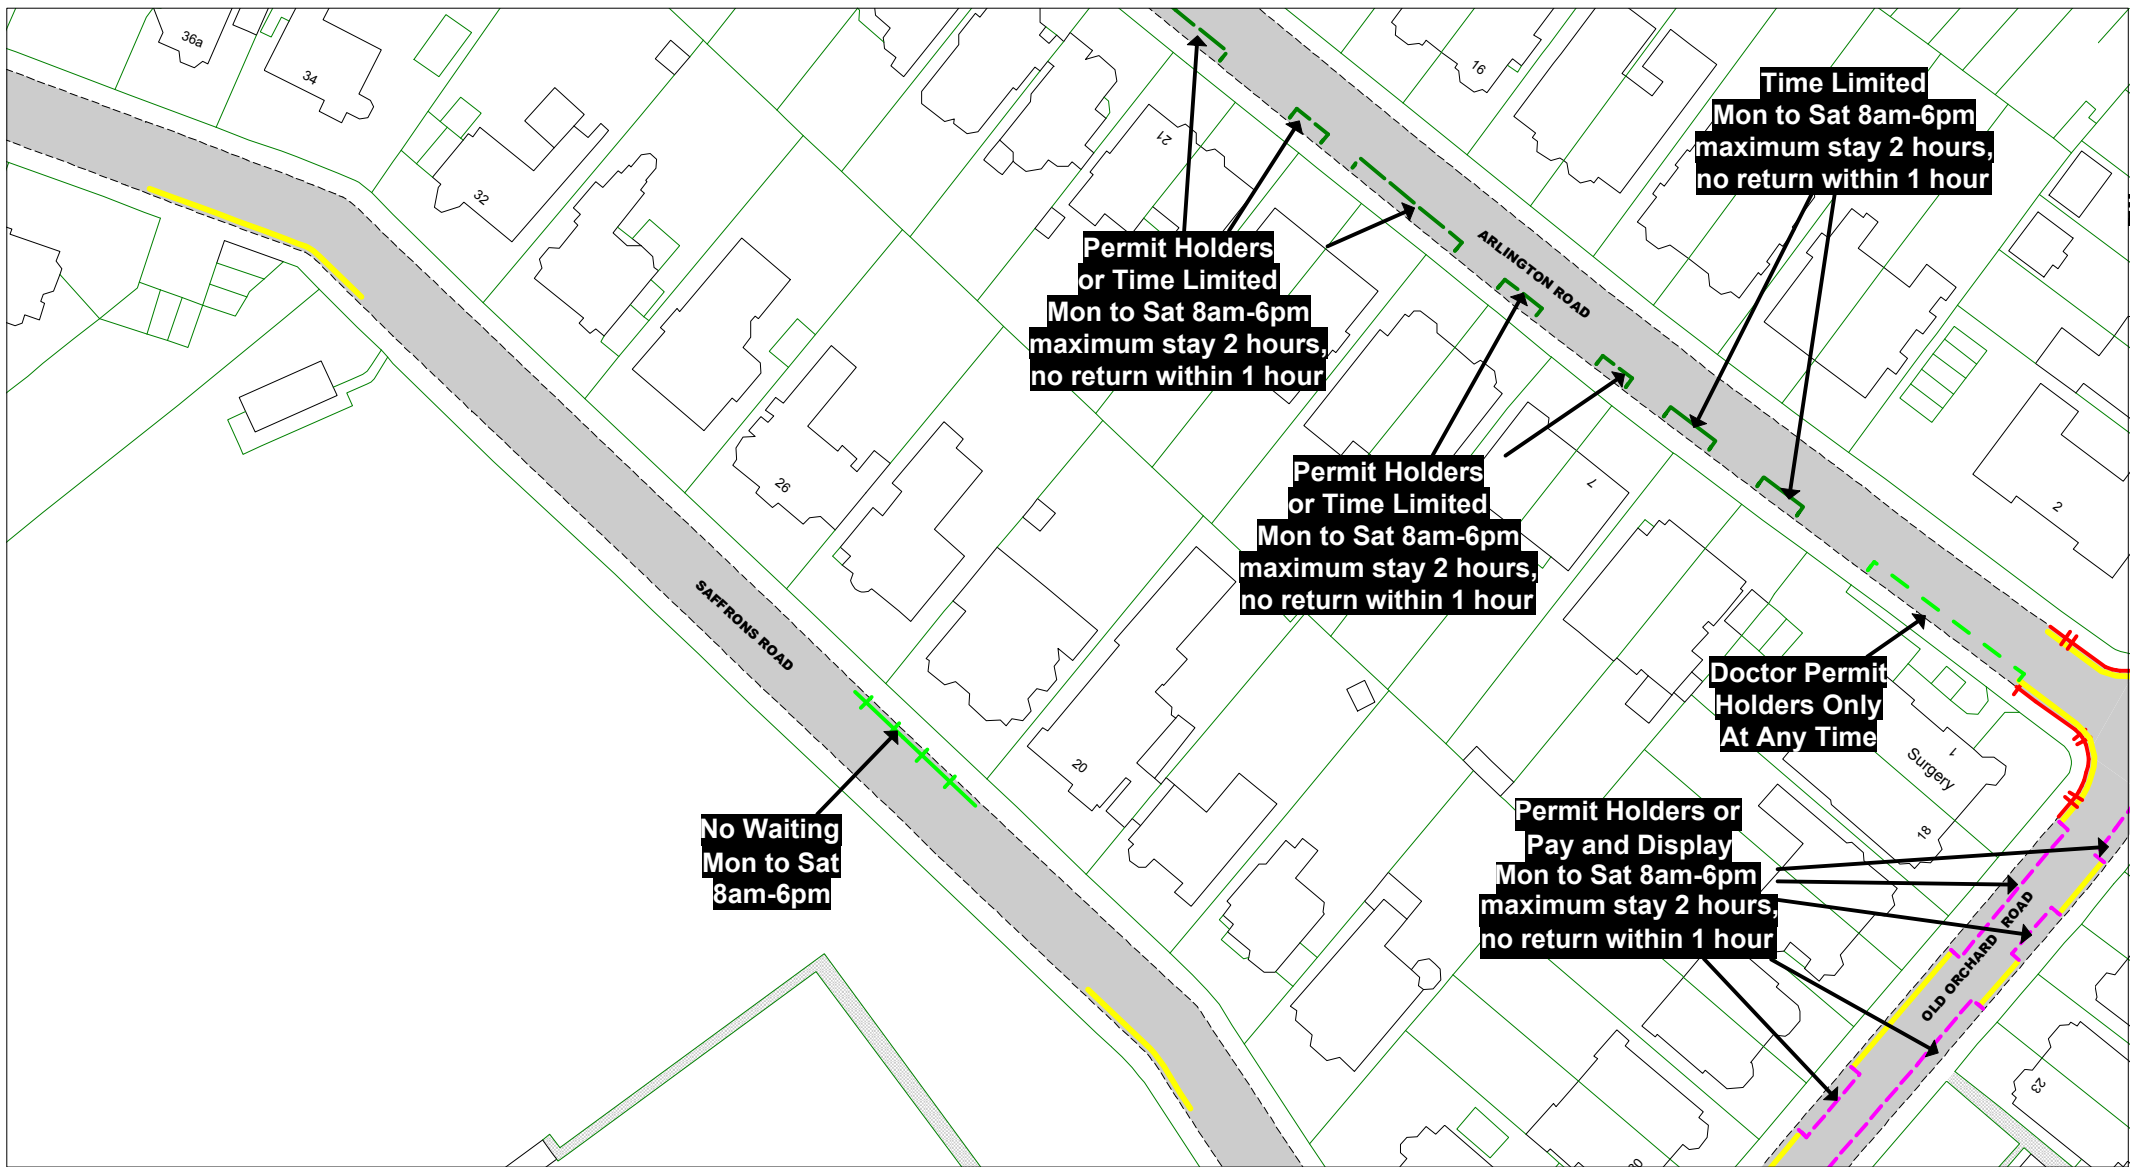 36a
34
32
21
16
Time Limited
Mon to Sat 8am-6pm
maximum stay 2 hours,
no return within 1 hour
Permit Holders
or Time Limited
Mon to Sat 8am-6pm
maximum stay 2 hours,
no return within 1 hour
ARLINGTON ROAD
Permit Holders
or Time Limited
Mon to Sat 8am-6pm
maximum stay 2 hours,
no return within 1 hour
7
2
26
SAFFRONS ROAD
Doctor Permit
Holders Only
At Any Time
1
Surgery
18
20
No Waiting
Mon to Sat
8am-6pm
Permit Holders or
Pay and Display
Mon to Sat 8am-6pm
maximum stay 2 hours,
no return within 1 hour
OLD ORCHARD ROAD
23